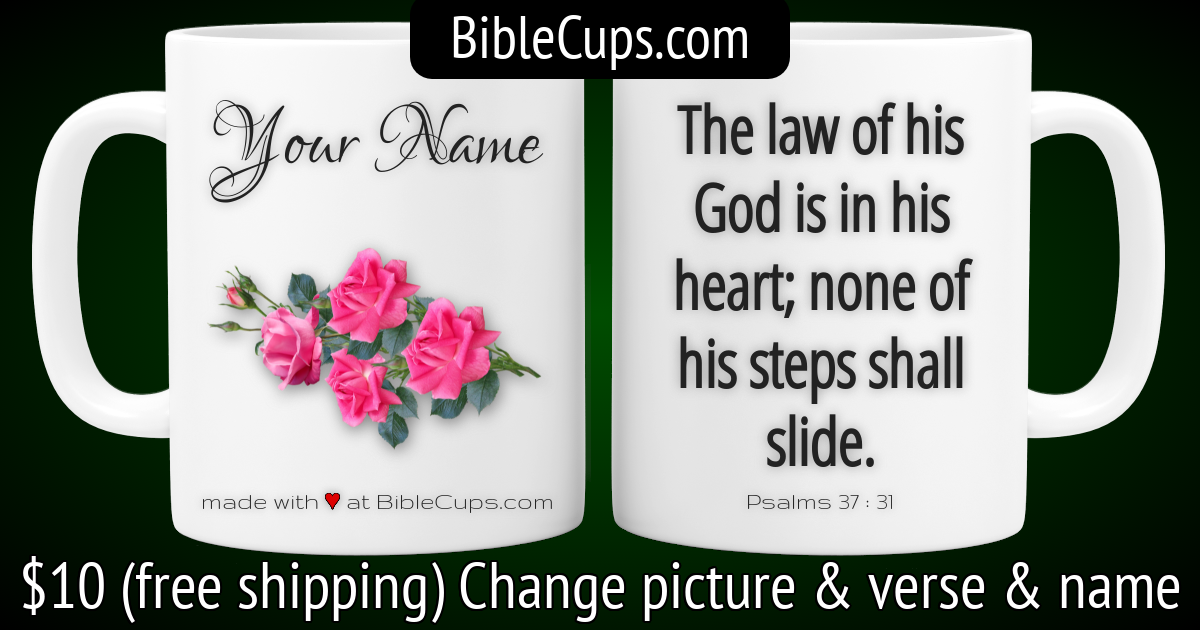 BibleCups.com
Your Name
made with ♥ at BibleCups.com
The law of his
God is in his
heart; none of
his steps shall
slide.
Psalms 37 : 31
$10 (free shipping) Change picture & verse & name